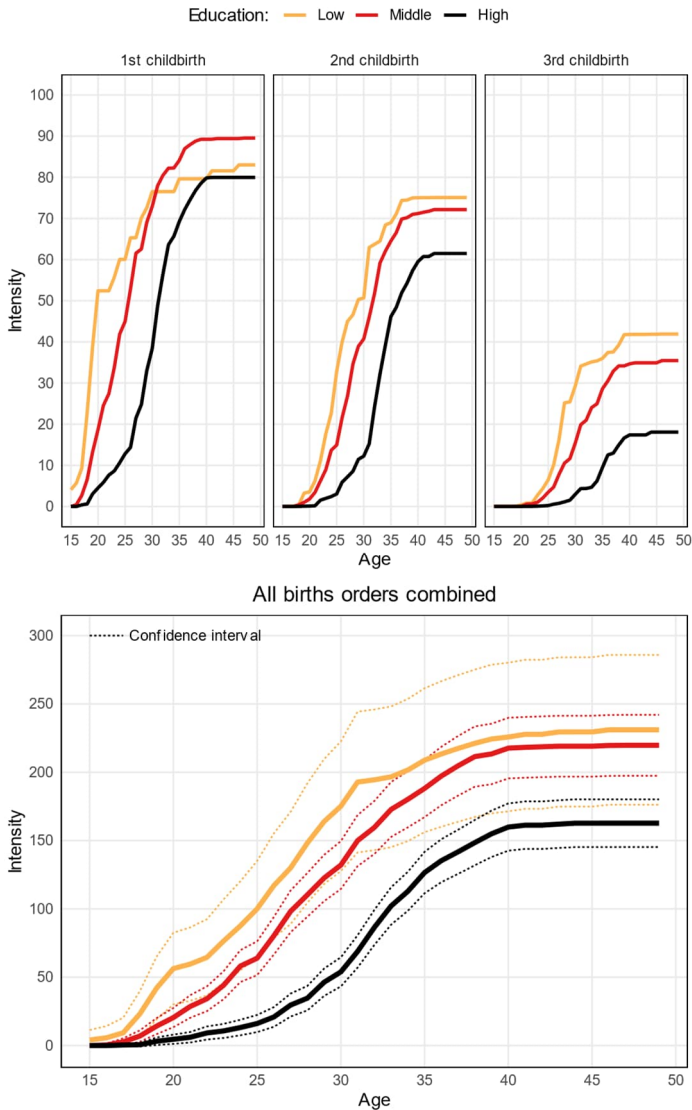 Education: Low Middle High
1st childbirth 2nd childbirth 3rd childbirth
100
90
80
70
60
50
40
30
20
10
0
Intensity
15 20 25 30 35 40 45 50 15 20 25 30 35 40 45 50 15 20 25 30 35 40 45 50
Age Age Age
All births orders combined
Confidence interval
300
250
200
150
100
50
0
Intensity
15 20 25 30 35 40 45 50
Age